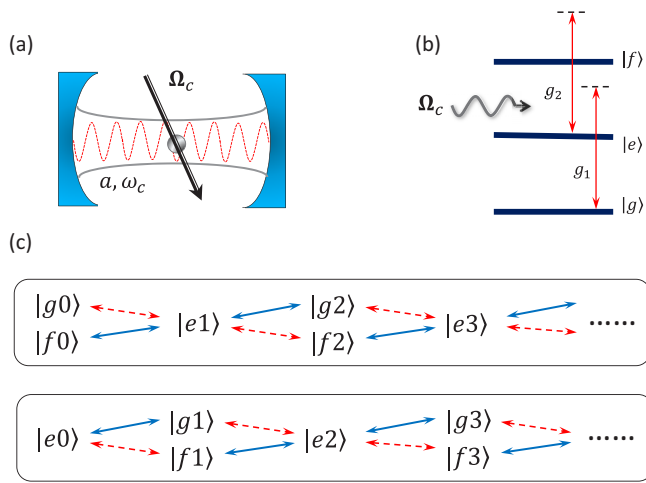 (a)
Ω_c
a, ω_c
(b)
|f⟩
g_2
Ω_c
|e⟩
g_1
|g⟩
(c)
|g0⟩ |g2⟩
|e1⟩ |e3⟩ ······
|f0⟩ |f2⟩
|g1⟩ |g3⟩
|e0⟩ |e2⟩ ······
|f1⟩ |f3⟩